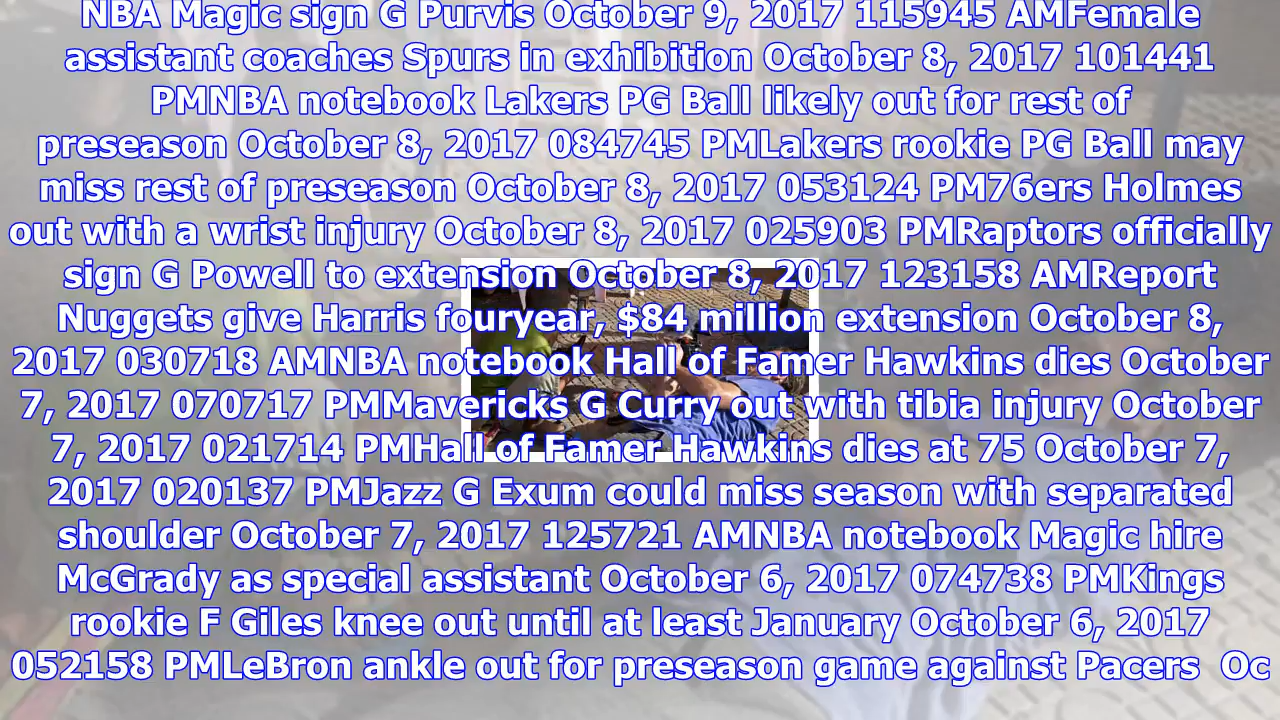 NBA Magic sign G Purvis October 9, 2017 115945 AMFemale
assistant coaches Spurs in exhibition October 8, 2017 101441
PMNBA notebook Lakers PG Ball likely out for rest of
preseason October 8, 2017 084745 PMLakers rookie PG Ball may
miss rest of preseason October 8, 2017 053124 PM76ers Holmes
out with a wrist injury October 8, 2017 025903 PMRaptors officially
sign G Powell to extension October 8, 2017 123158 AMReport
Nuggets give Harris fouryear, $84 million extension October 8,
2017 030718 AMNBA notebook Hall of Famer Hawkins dies October
7, 2017 070717 PMMavericks G Curry out with tibia injury October
7, 2017 021714 PMHall of Famer Hawkins dies at 75 October 7,
2017 020137 PMJazz G Exum could miss season with separated
shoulder October 7, 2017 125721 AMNBA notebook Magic hire
McGrady as special assistant October 6, 2017 074738 PMKings
rookie F Giles knee out until at least January October 6, 2017
052158 PMLeBron ankle out for preseason game against Pacers  Oc